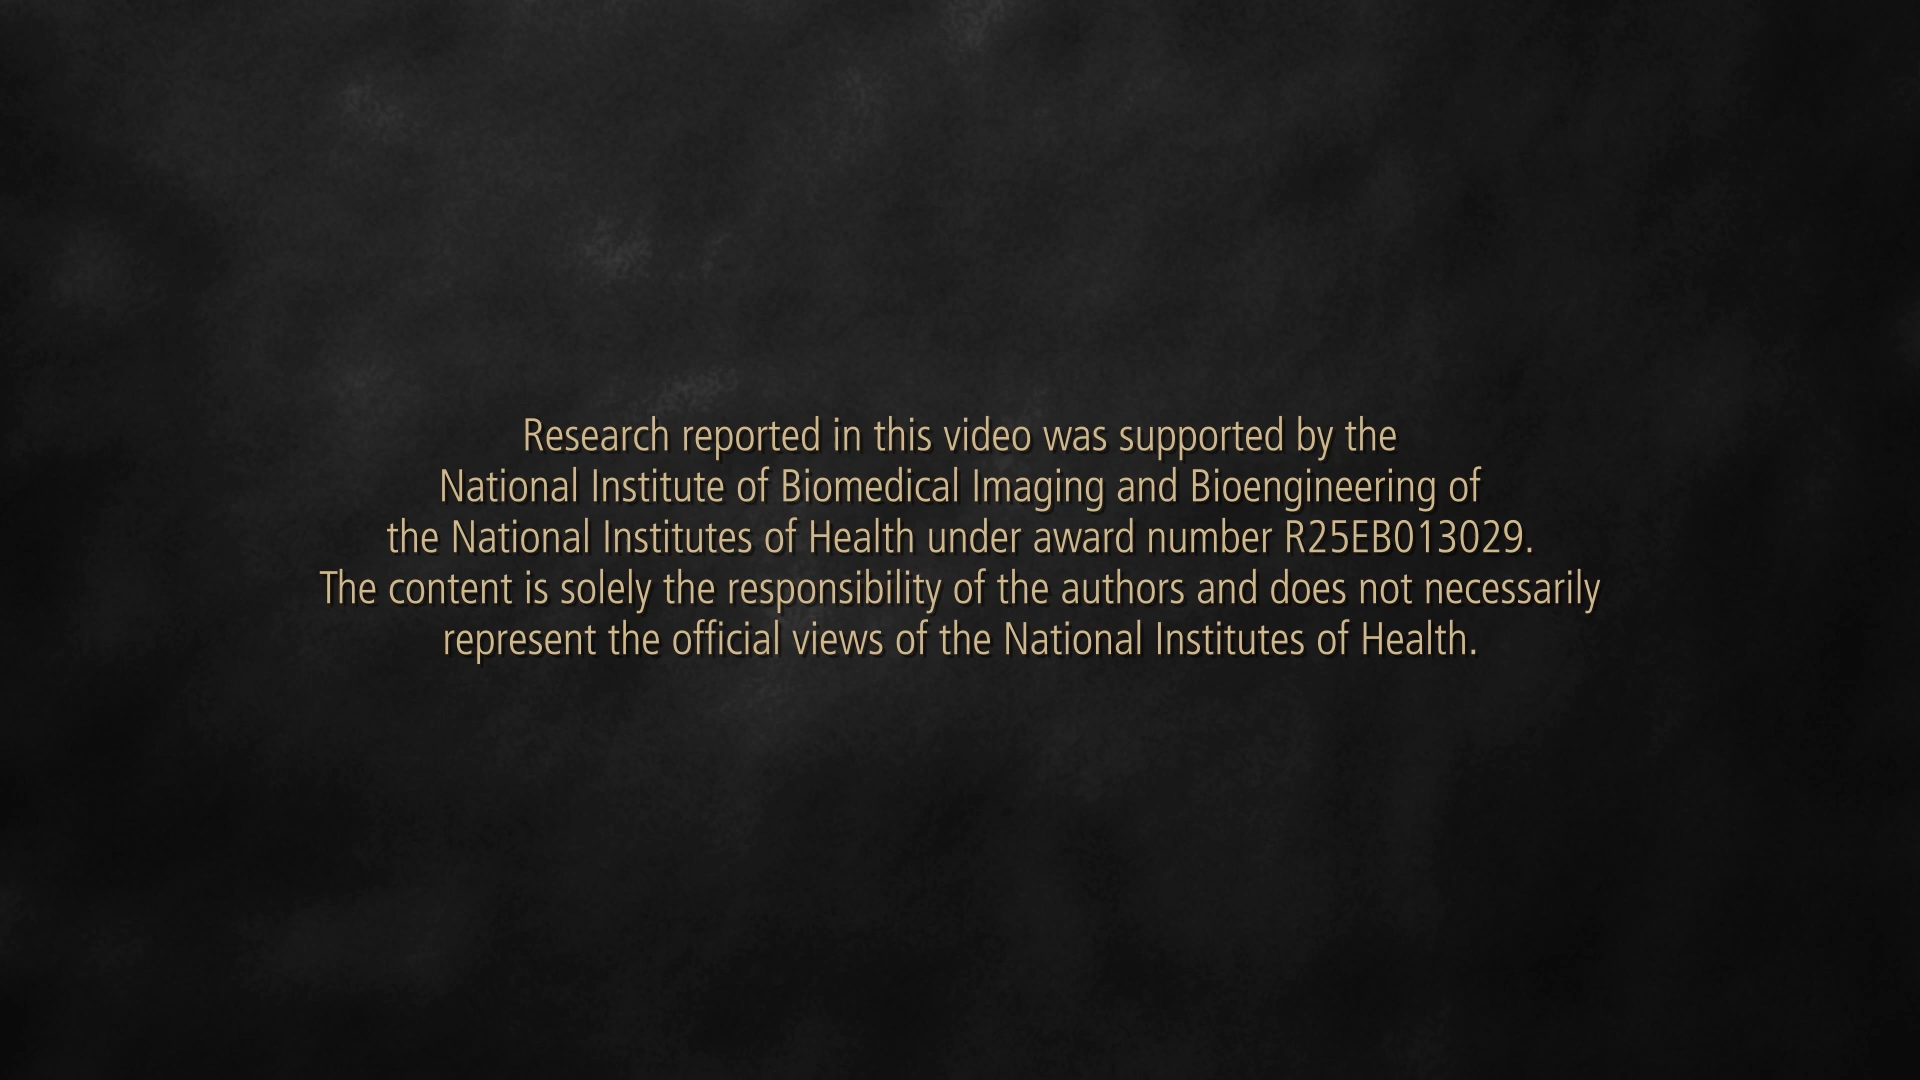 Research reported in this video was supported by the
National Institute of Biomedical Imaging and Bioengineering of
the National Institutes of Health under award number R25EB013029.
The content is solely the responsibility of the authors and does not necessarily
represent the official views of the National Institutes of Health.